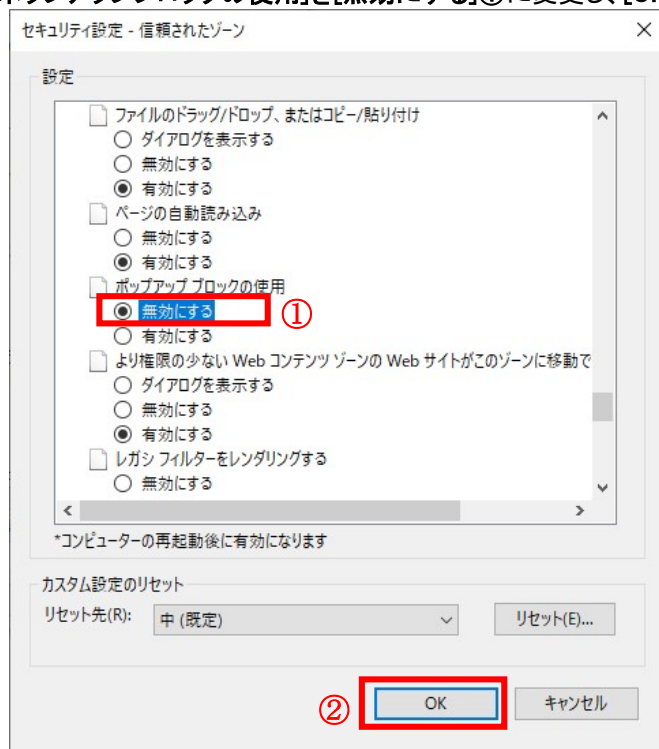 セキュリティ設定 - 信頼されたゾーン
設定
ファイルのドラッグ/ドロップ、またはコピー/貼り付け
ダイアログを表示する
無効にする
有効にする
ページの自動読み込み
無効にする
有効にする
ポップアップ ブロックの使用
無効にする ①
有効にする
より権限の少ない Web コンテンツ ゾーンの Web サイトがこのゾーンに移動で
ダイアログを表示する
無効にする
有効にする
レガシ フィルターをレンダリングする
無効にする
*コンピューターの再起動後に有効になります
カスタム設定のリセット
リセット先(R): 中 (既定) リセット(E)...
② OK キャンセル